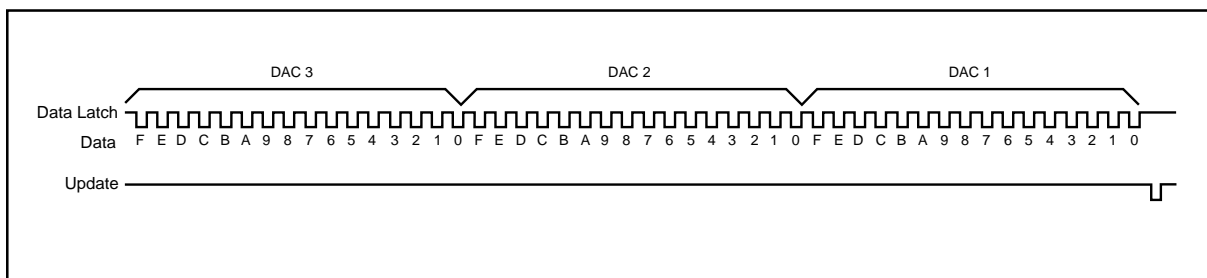 DAC 3 DAC 2 DAC 1
Data Latch
Data F E D C B A 9 8 7 6 5 4 3 2 1 0 F E D C B A 9 8 7 6 5 4 3 2 1 0 F E D C B A 9 8 7 6 5 4 3 2 1 0
Update